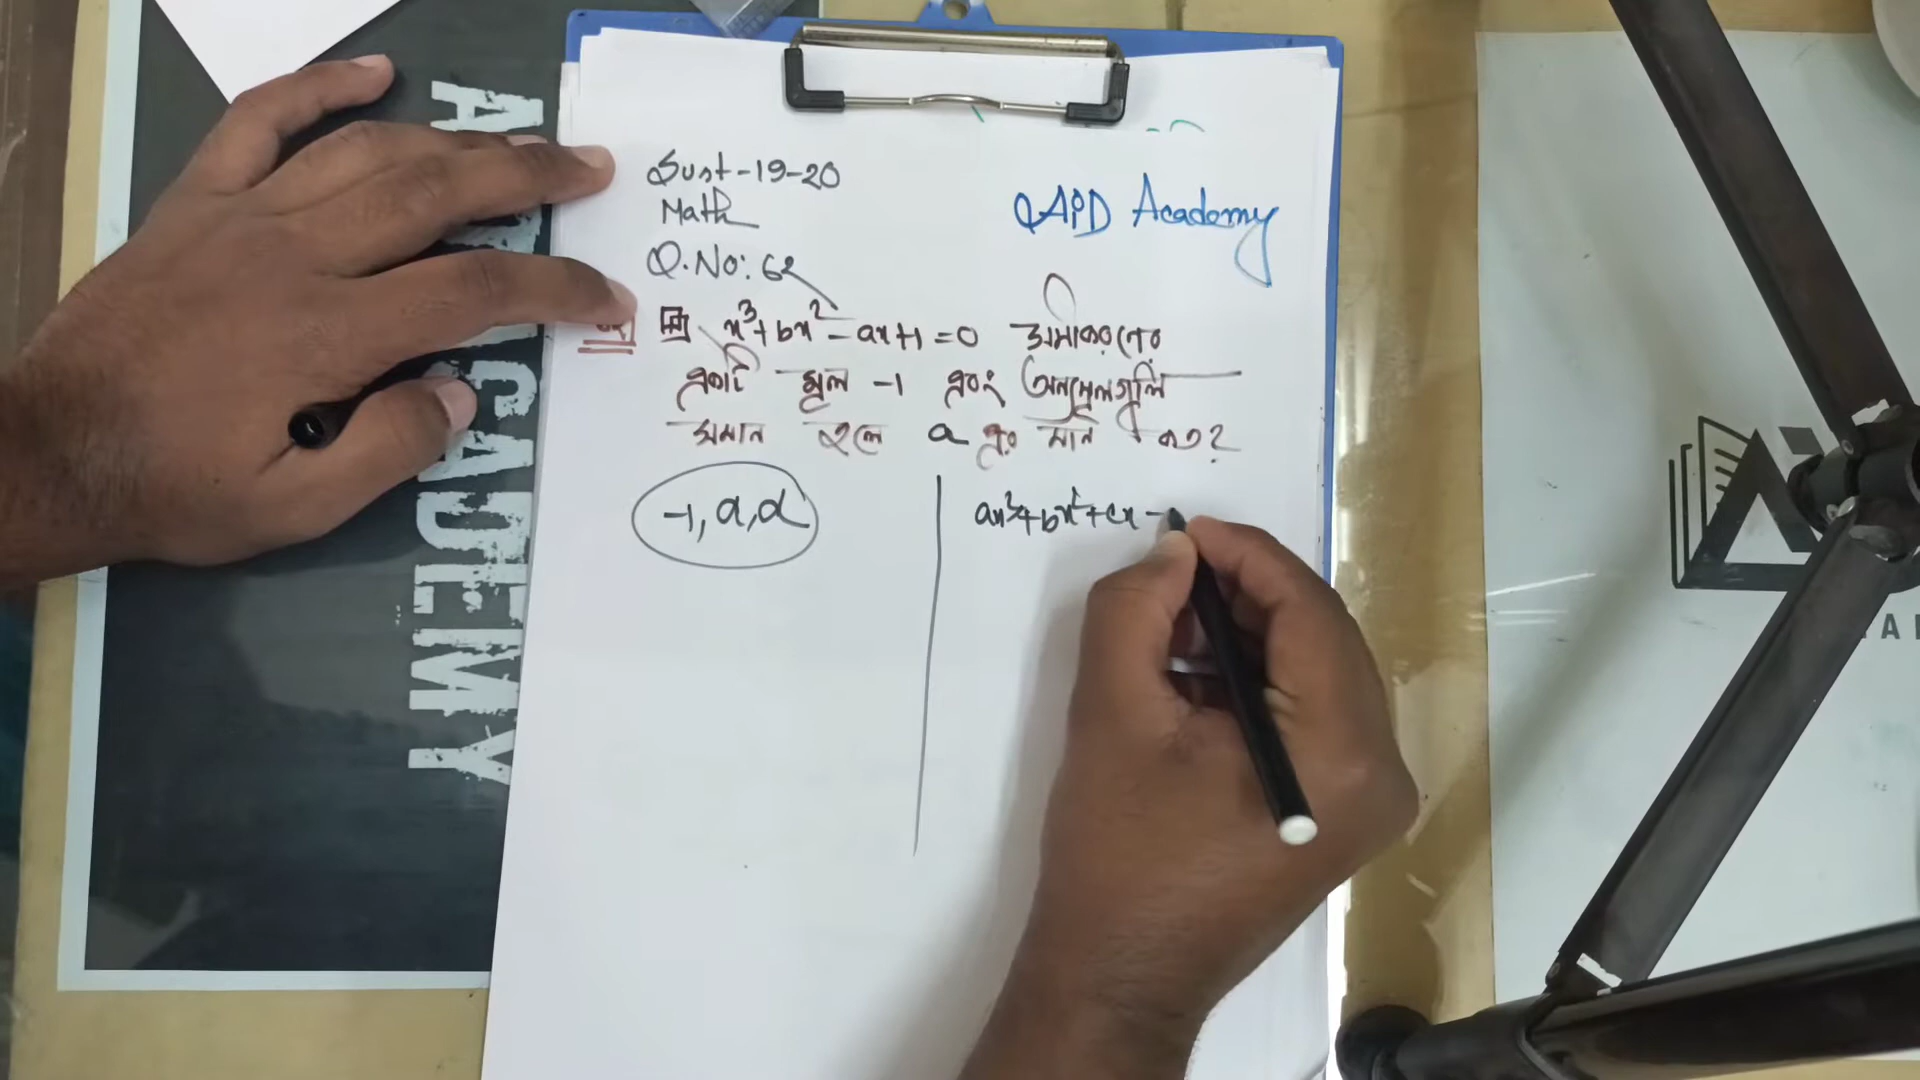 Sust-19-20
Math
Q.No: 62
QAiD Academy
x³+bx²-ax+1=0 সমীকরণের
একটি মূল -1 এবং অন্যমূলগুলি
সমান হলে a এর মান কত?
-1, α, α
ax³+bx²+cx
ACADEMY